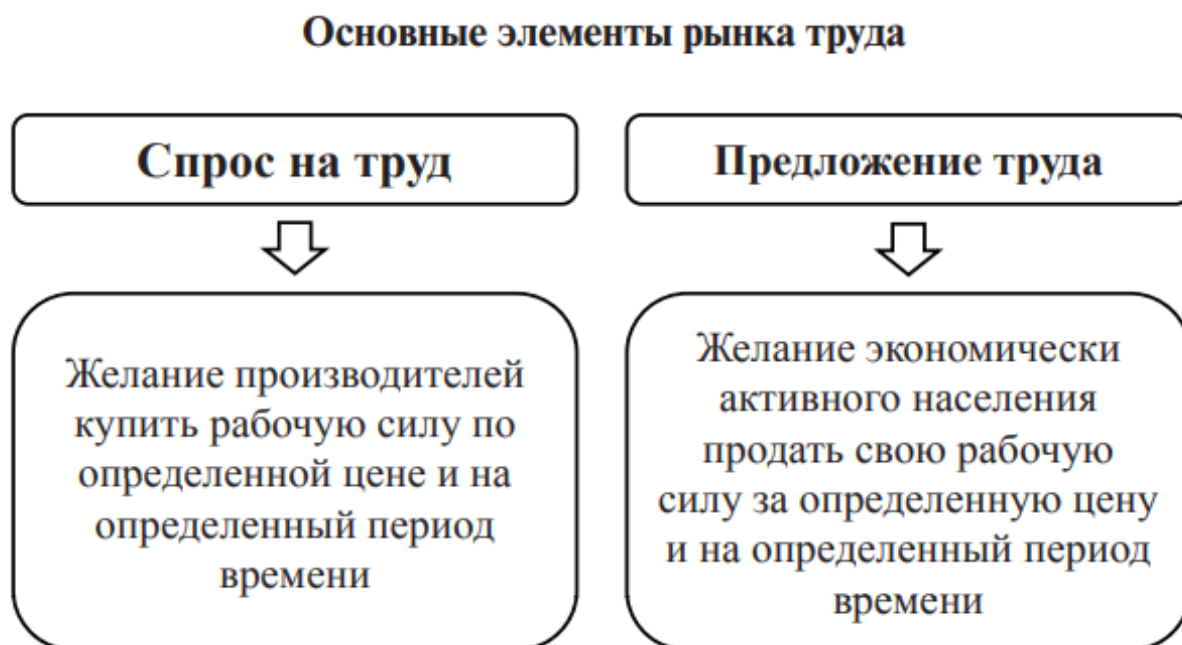 Основные элементы рынка труда
Спрос на труд
Желание производителей
купить рабочую силу по
определенной цене и на
определенный период
времени
Предложение труда
Желание экономически
активного населения
продать свою рабочую
силу за определенную цену
и на определенный период
времени